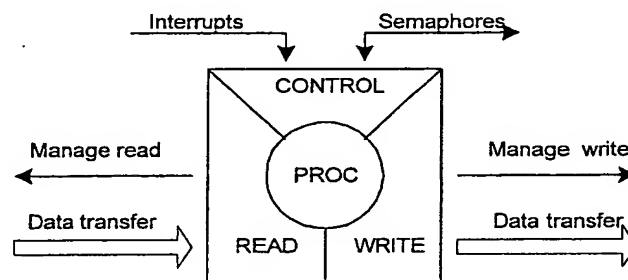 Interrupts
Semaphores
CONTROL
Manage read
PROC
Manage write
Data transfer
Data transfer
READ
WRITE